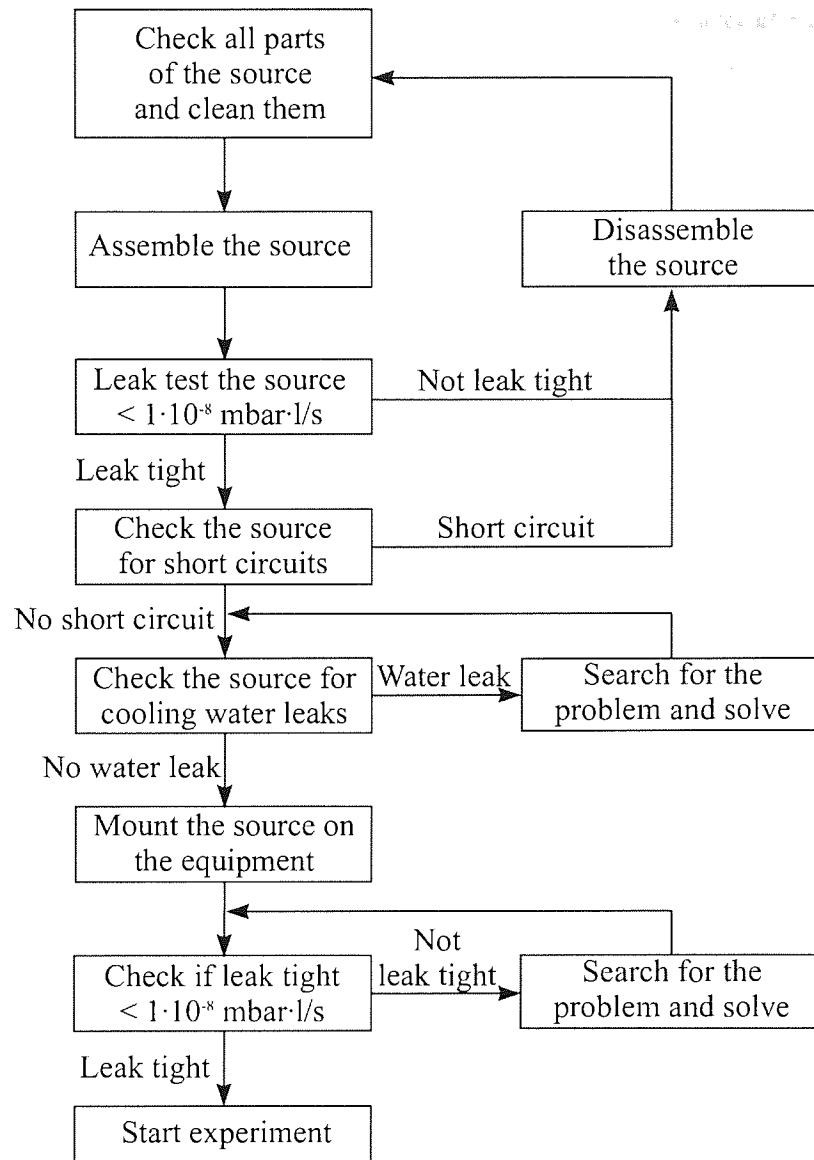 Check all parts
of the source
and clean them
Assemble the source
Disassemble
the source
Leak test the source
< 1·10⁻⁸ mbar·l/s
Not leak tight
Leak tight
Check the source
for short circuits
Short circuit
No short circuit
Check the source for
cooling water leaks
Water leak
Search for the
problem and solve
No water leak
Mount the source on
the equipment
Check if leak tight
< 1·10⁻⁸ mbar·l/s
Not
leak tight
Search for the
problem and solve
Leak tight
Start experiment